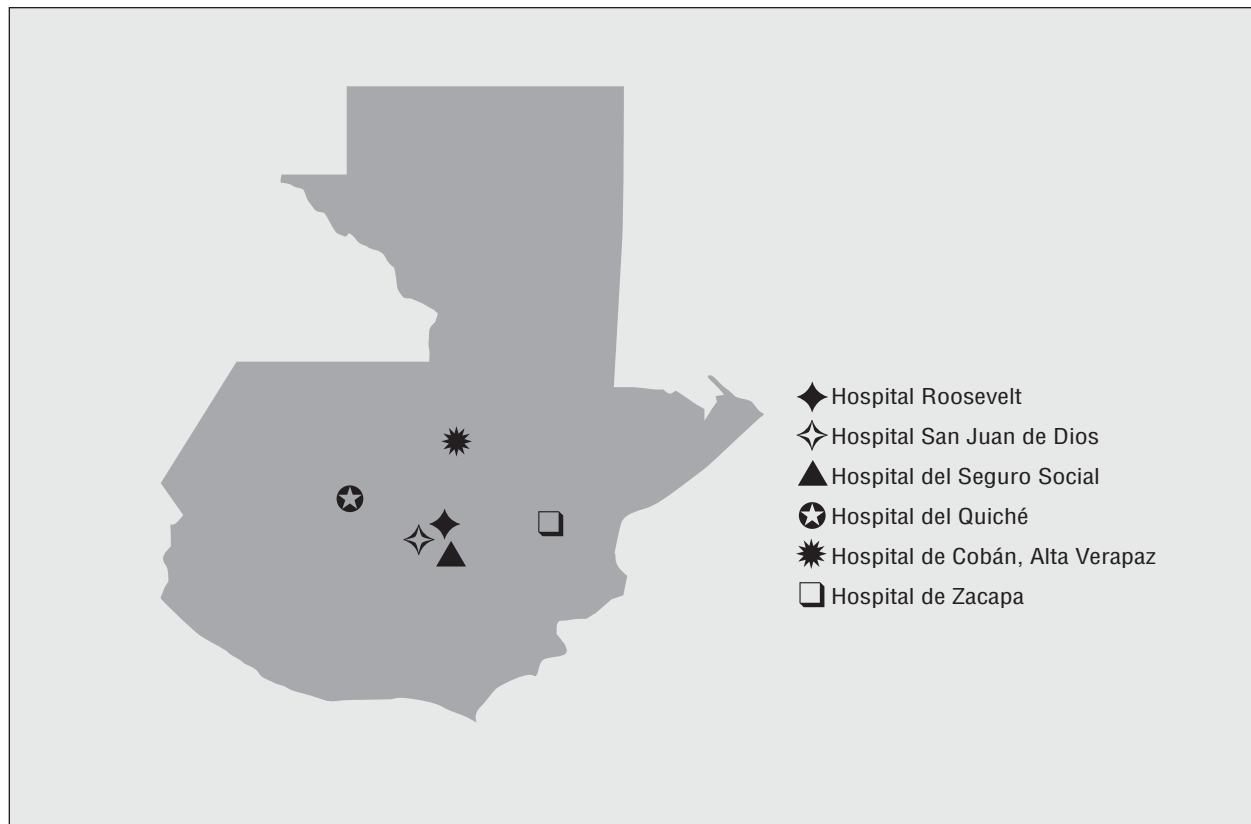 Hospital Roosevelt
Hospital San Juan de Dios
Hospital del Seguro Social
Hospital del Quiché
Hospital de Cobán, Alta Verapaz
Hospital de Zacapa